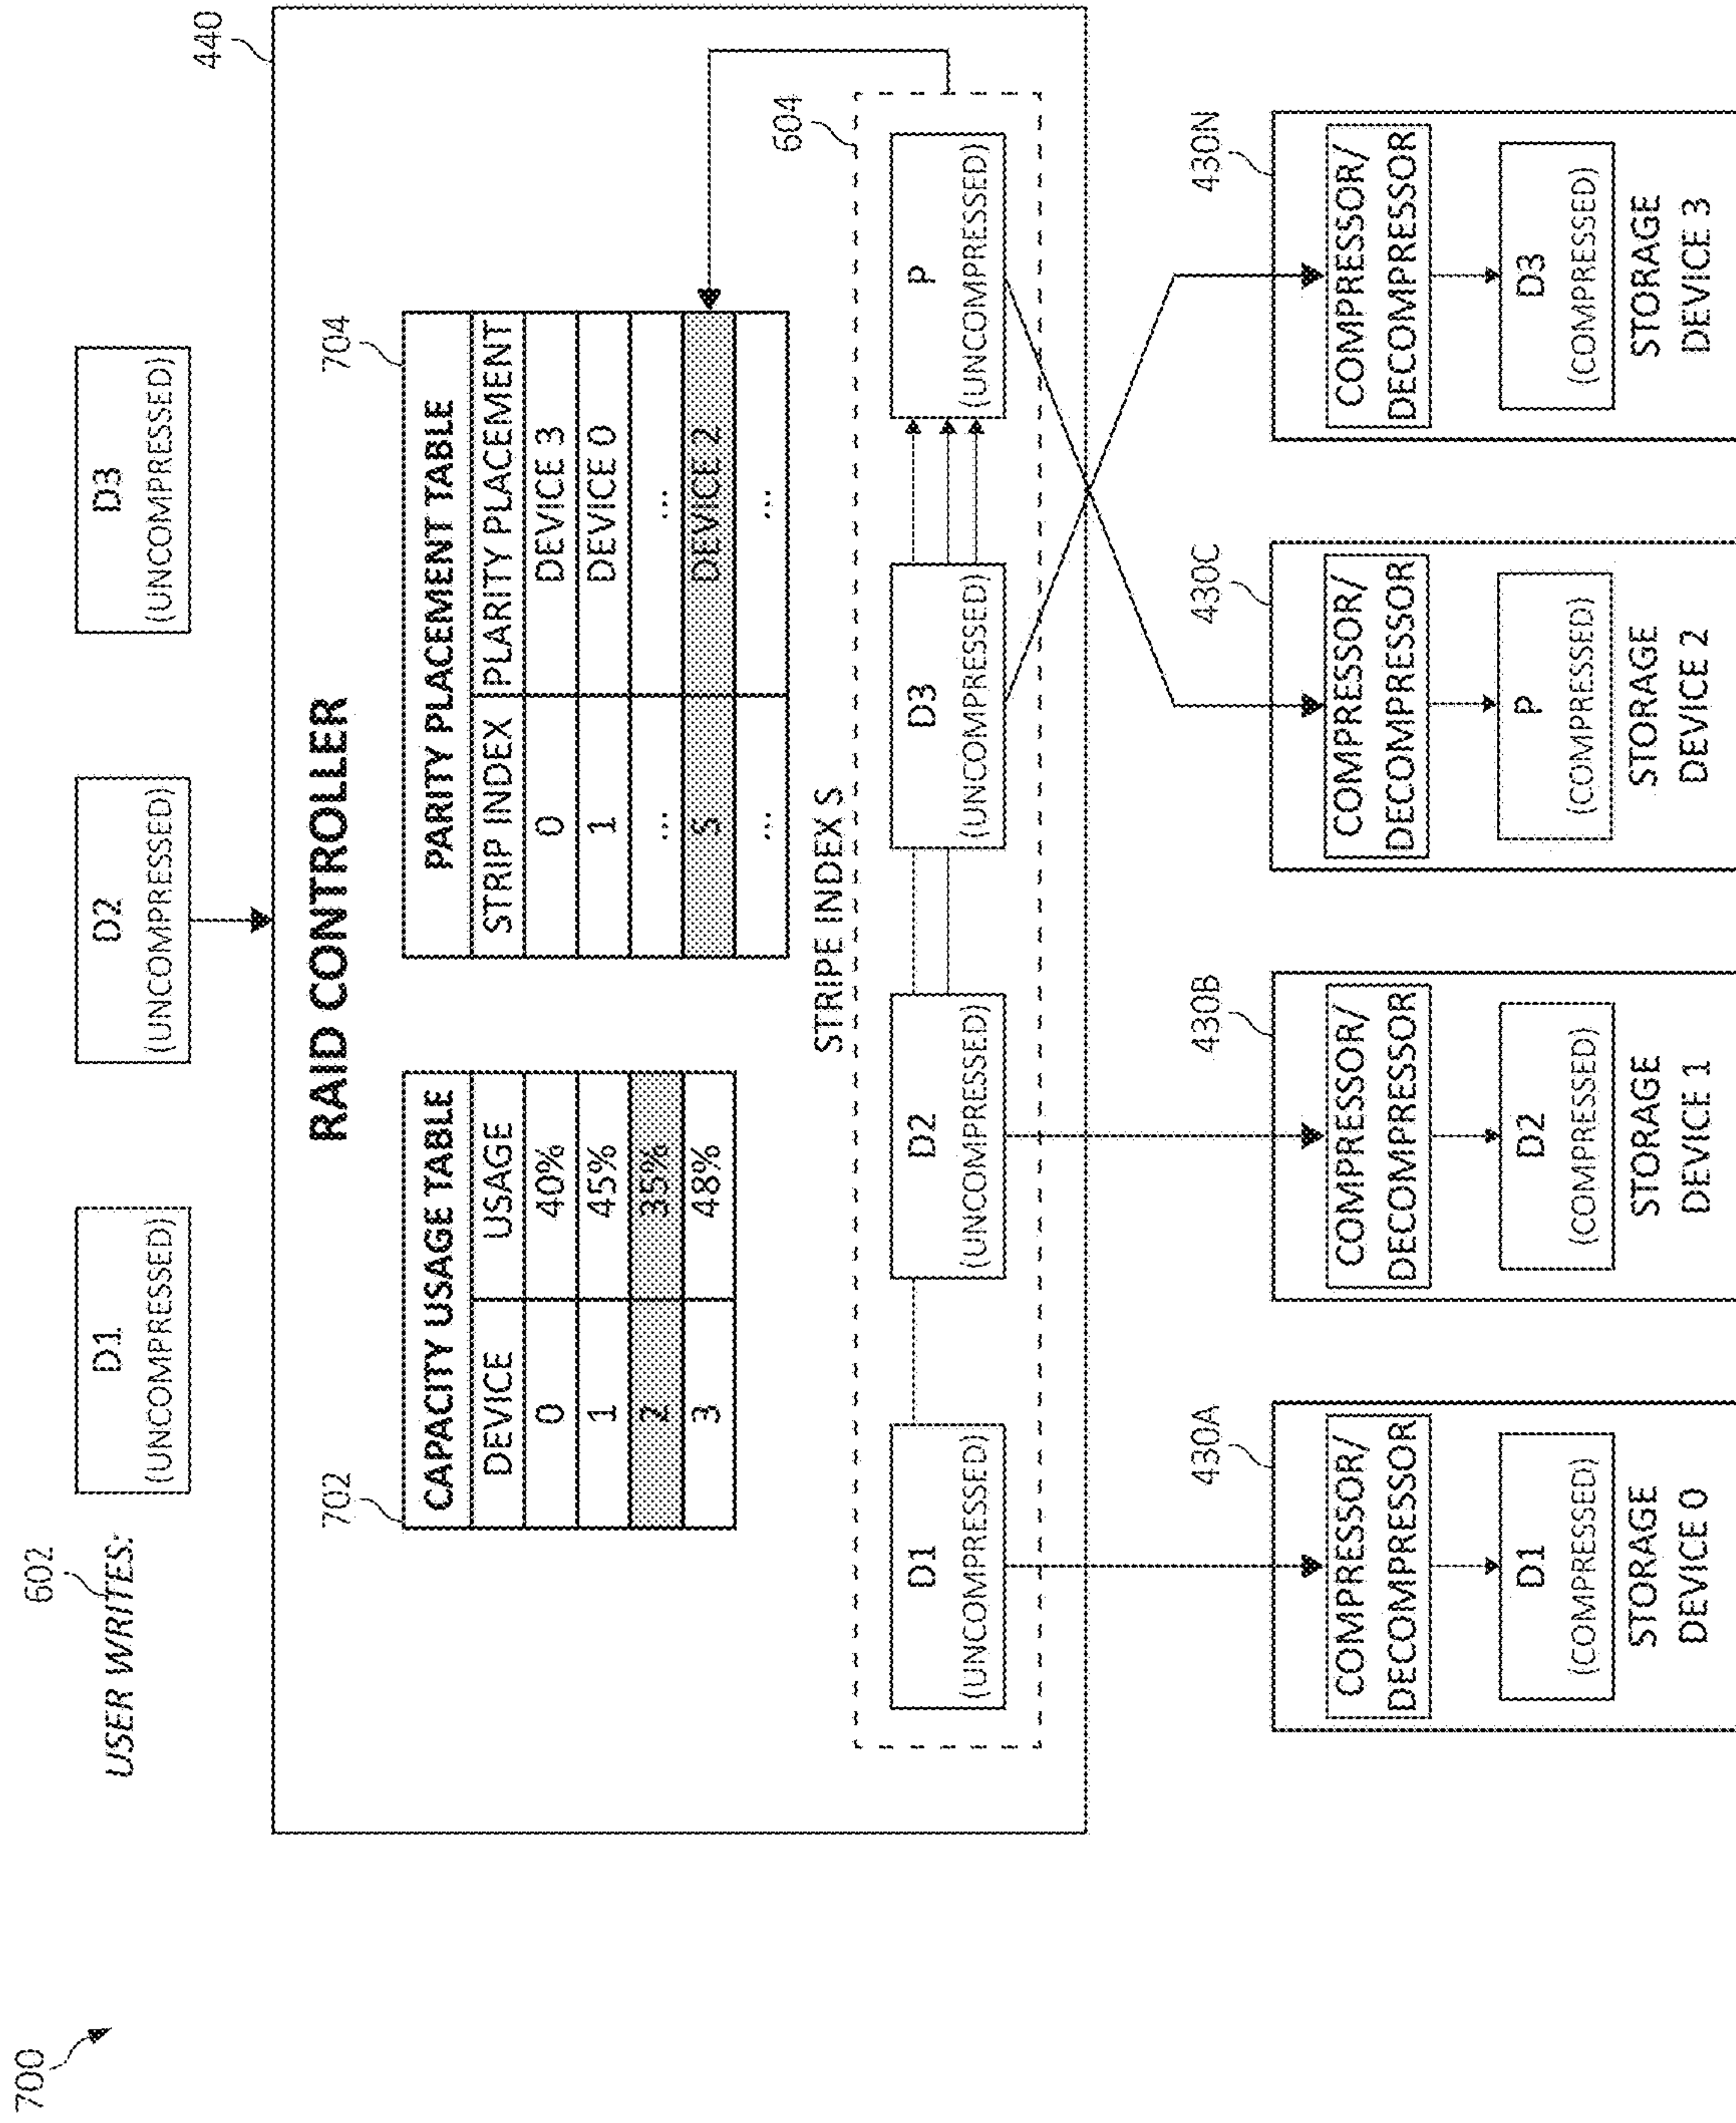 700
602
USER WRITES:
D1
(UNCOMPRESSED)
D2
(UNCOMPRESSED)
D3
(UNCOMPRESSED)
440
RAID CONTROLLER
702
CAPACITY USAGE TABLE
DEVICE USAGE
0 40%
1 45%
2 35%
3 48%
704
PARITY PLACEMENT TABLE
STRIP INDEX PLARITY PLACEMENT
0 DEVICE 3
1 DEVICE 0
... ...
S DEVICE 2
... ...
STRIPE INDEX S
604
D1
(UNCOMPRESSED)
D2
(UNCOMPRESSED)
D3
(UNCOMPRESSED)
P
(UNCOMPRESSED)
430A
COMPRESSOR/
DECOMPRESSOR
D1
(COMPRESSED)
STORAGE
DEVICE 0
430B
COMPRESSOR/
DECOMPRESSOR
D2
(COMPRESSED)
STORAGE
DEVICE 1
430C
COMPRESSOR/
DECOMPRESSOR
P
(COMPRESSED)
STORAGE
DEVICE 2
430N
COMPRESSOR/
DECOMPRESSOR
D3
(COMPRESSED)
STORAGE
DEVICE 3